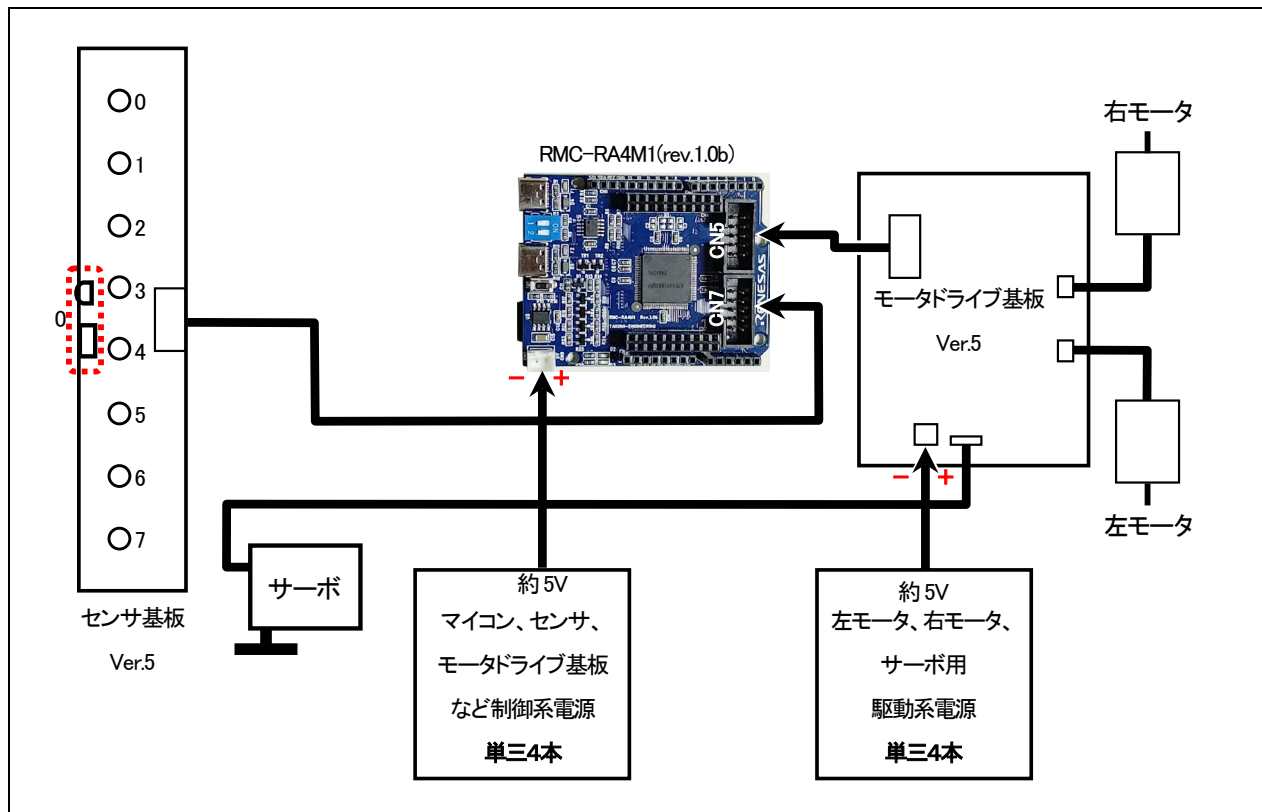 0
1
2
3
0
4
5
6
7
センサ基板
Ver.5
サーボ
RMC-RA4M1(rev.1.0b)
CN5
CN7
RENESAS
－ ＋
約5V
マイコン、センサ、
モータドライブ基板
など制御系電源
単三4本
モータドライブ基板
Ver.5
右モータ
左モータ
－ ＋
約5V
左モータ、右モータ、
サーボ用
駆動系電源
単三4本